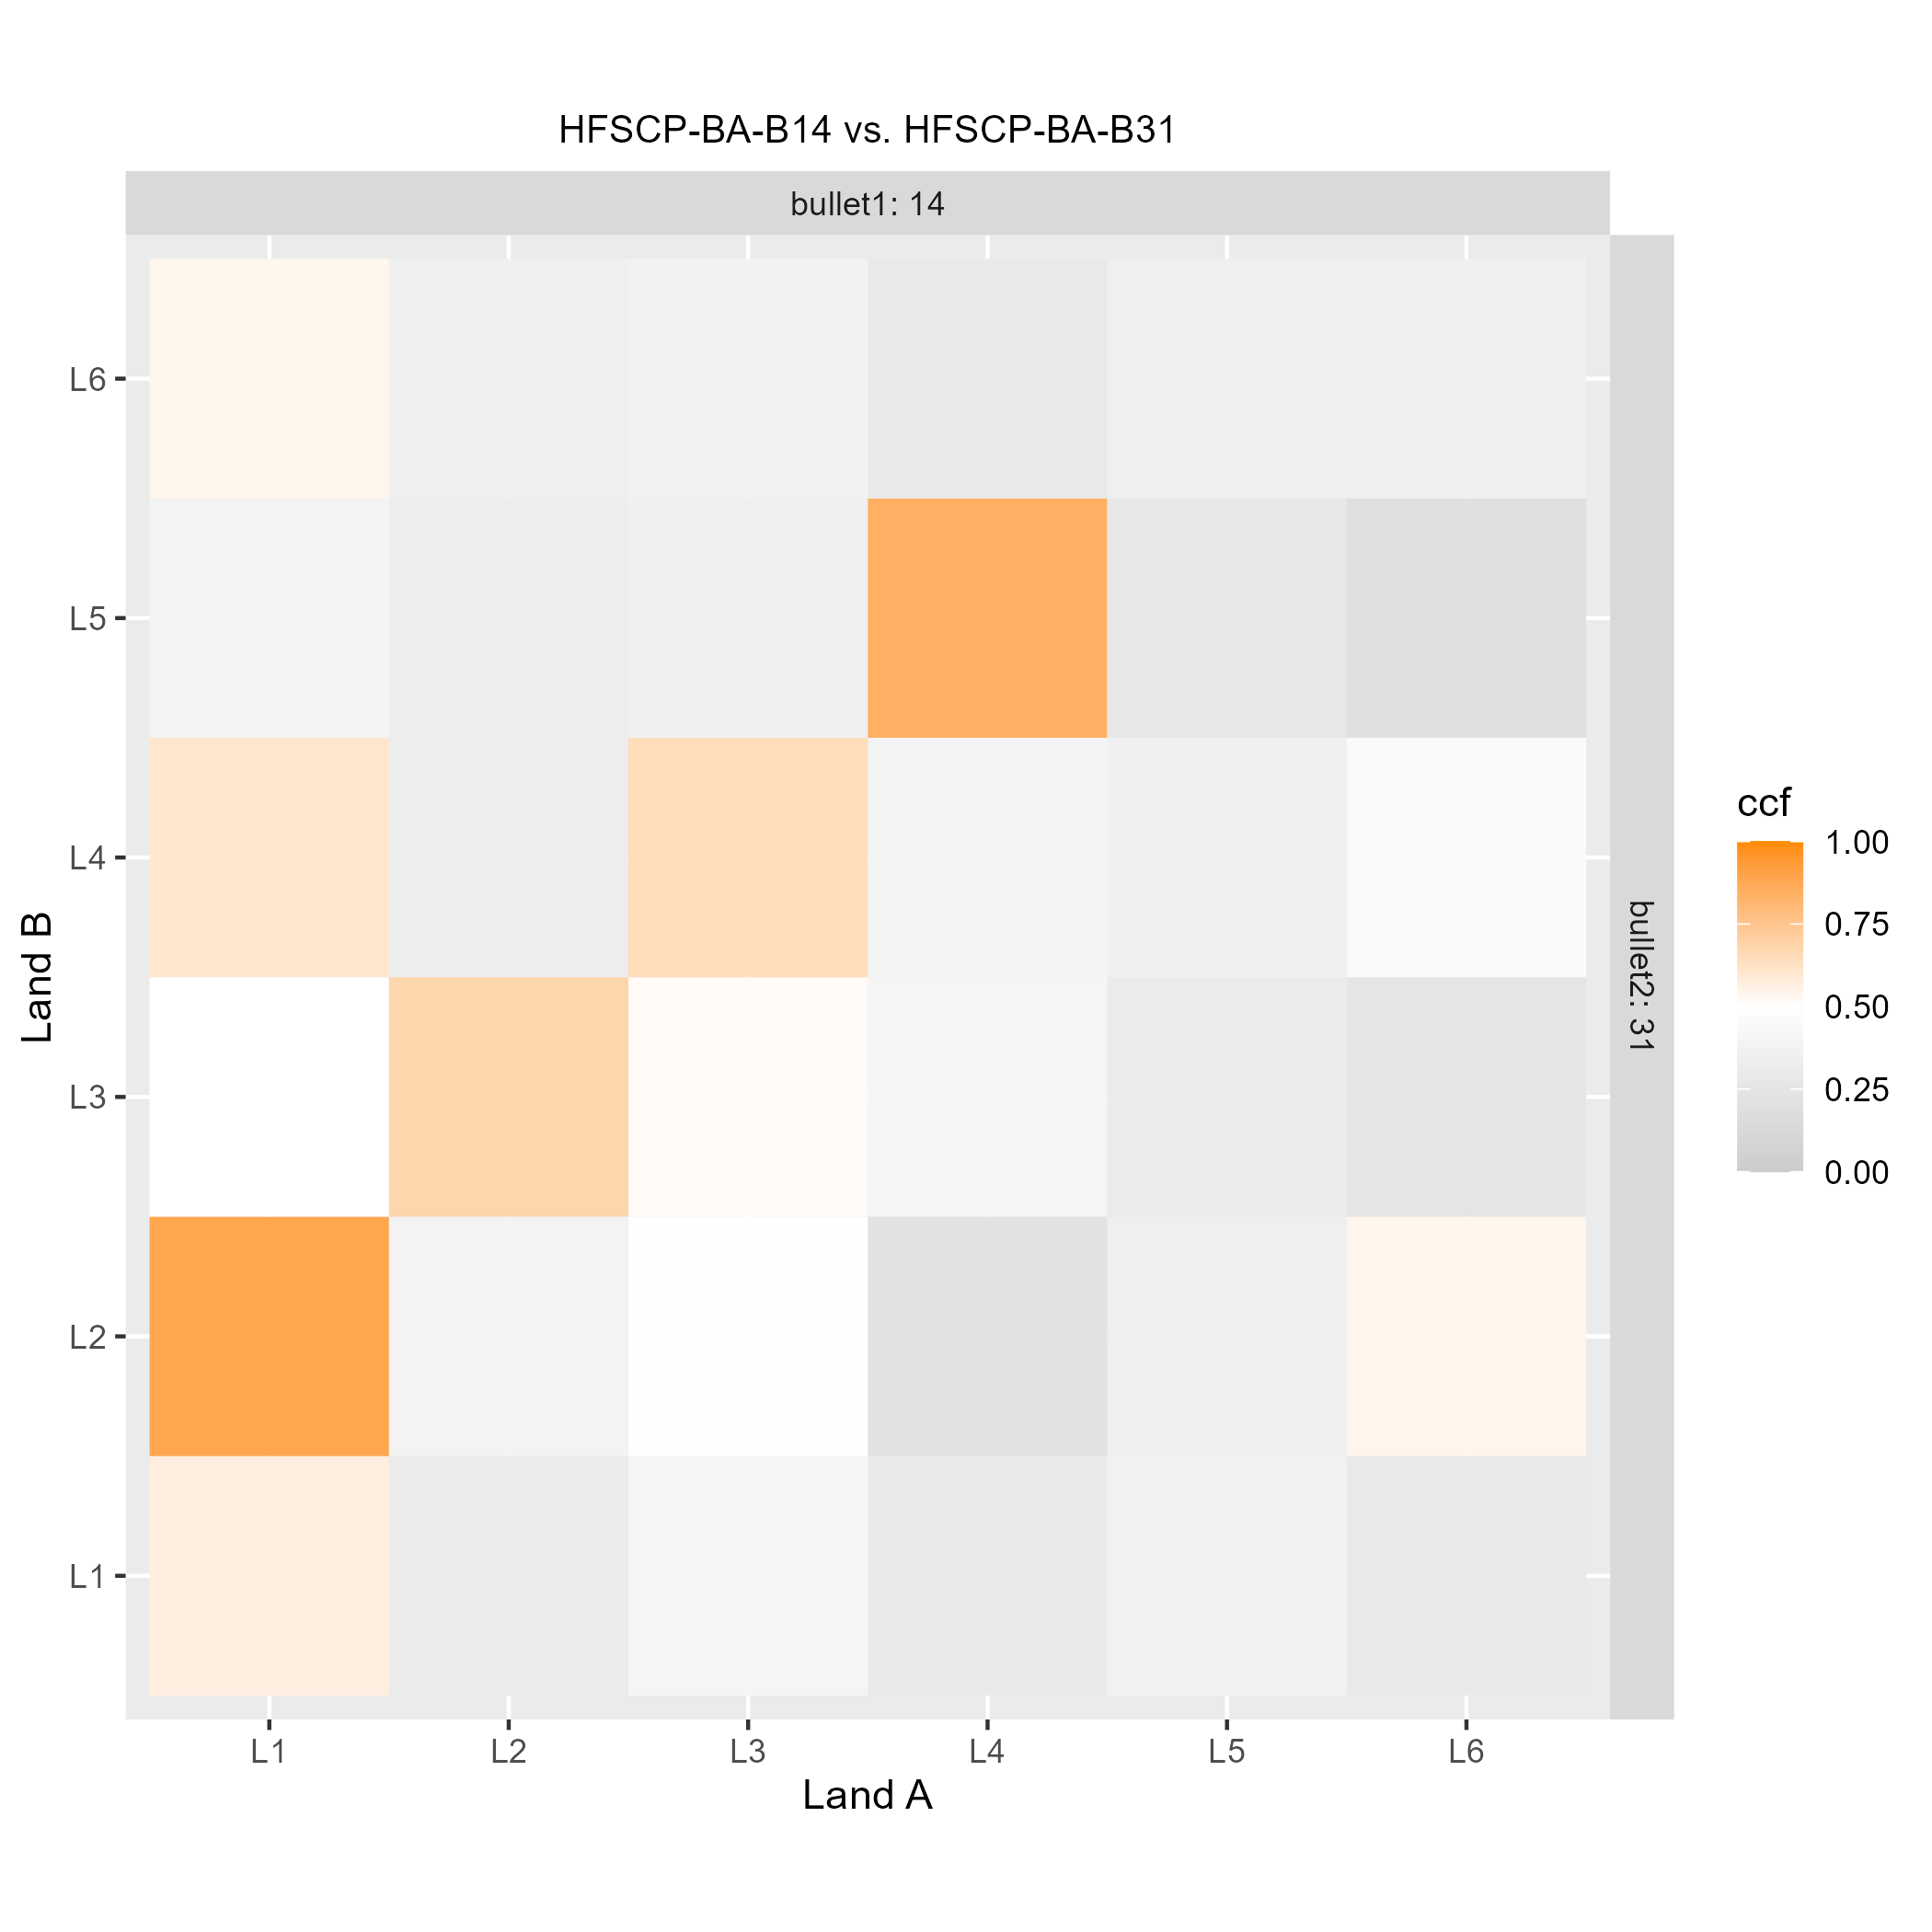 HFSCP-BA-B14 vs. HFSCP-BA-B31
bullet1: 14
L6
L5
L4
L3
L2
L1
Land B
bullet2: 31
L1 L2 L3 L4 L5 L6
Land A
ccf
1.00
0.75
0.50
0.25
0.00